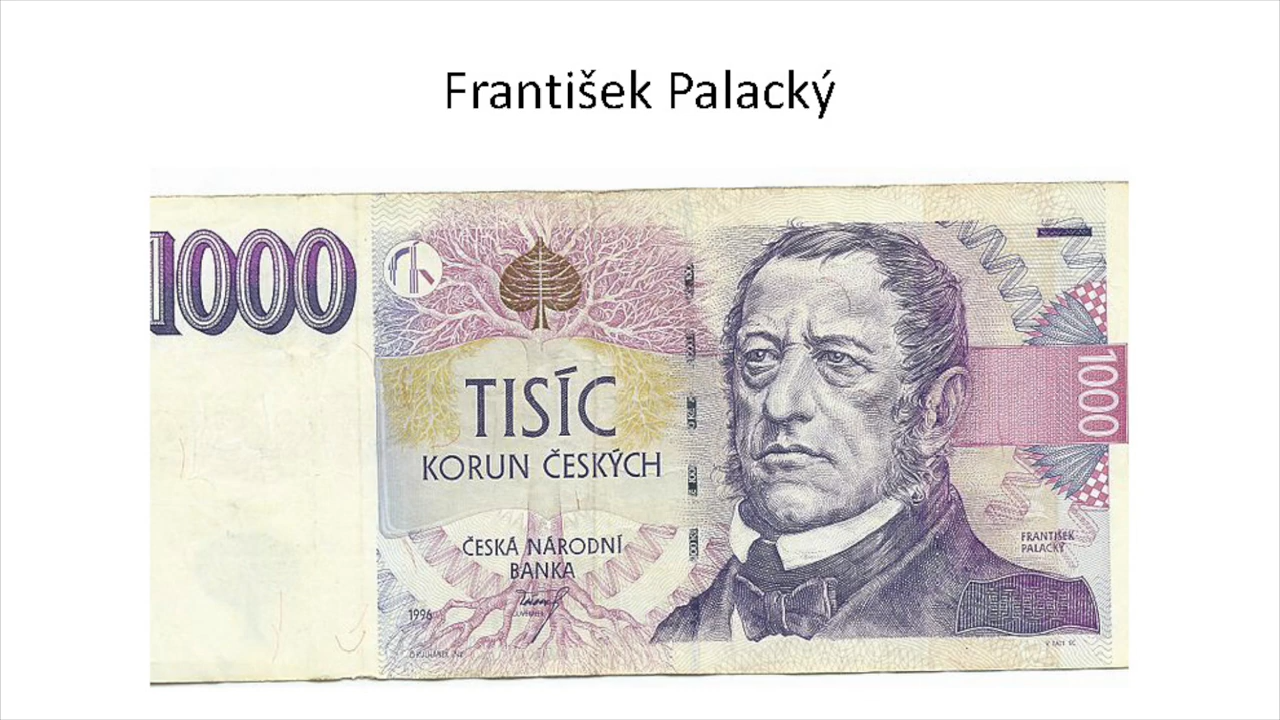 František Palacký
1000
TISÍC
KORUN ČESKÝCH
ČESKÁ NÁRODNÍ
BANKA
1996
1000
FRANTIŠEK
PALACKÝ